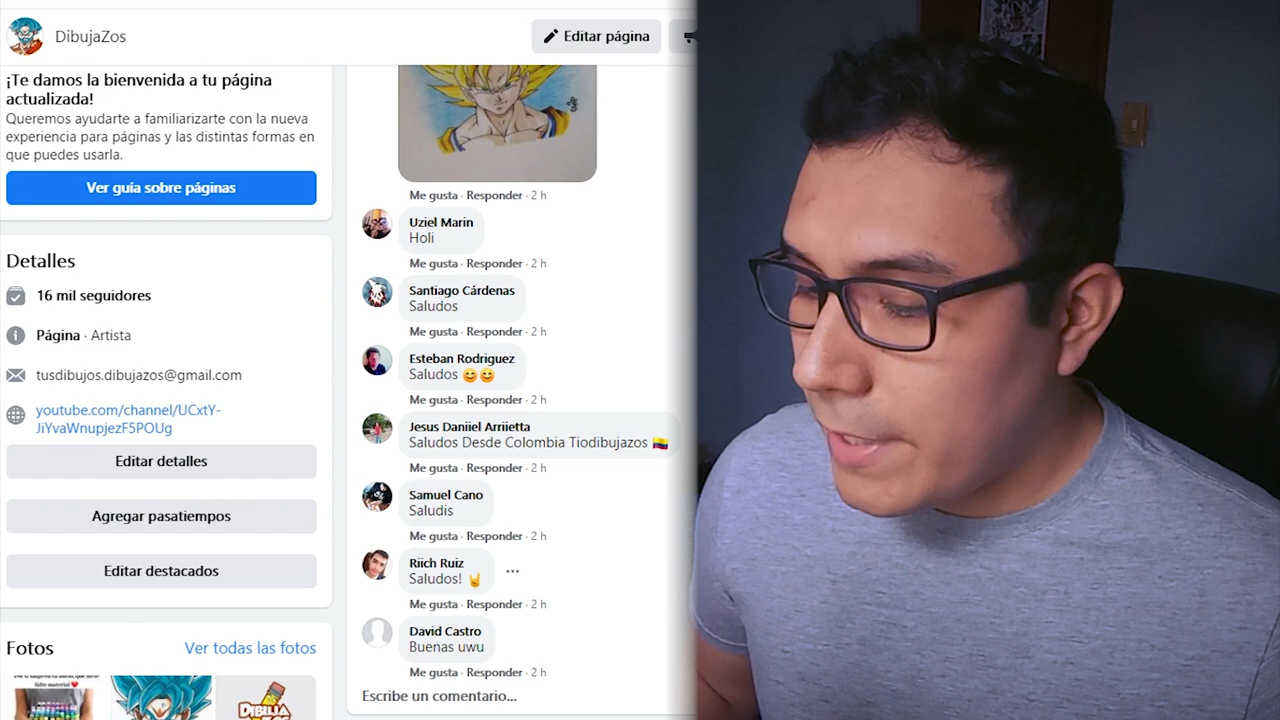 DibujaZos
Editar página
¡Te damos la bienvenida a tu página
actualizada!
Queremos ayudarte a familiarizarte con la nueva
experiencia para páginas y las distintas formas en
que puedes usarla.
Ver guía sobre páginas
Detalles
16 mil seguidores
Página · Artista
tusdibujos.dibujazos@gmail.com
youtube.com/channel/UCxtY-
JiYvaWnupjezF5POUg
Editar detalles
Agregar pasatiempos
Editar destacados
Fotos
Ver todas las fotos
Me gusta · Responder · 2 h
Uziel Marin
Holi
Me gusta · Responder · 2 h
Santiago Cárdenas
Saludos
Me gusta · Responder · 2 h
Esteban Rodriguez
Saludos 😊😊
Me gusta · Responder · 2 h
Jesus Daniiel Arriietta
Saludos Desde Colombia Tiodibujazos 🇨🇴
Me gusta · Responder · 2 h
Samuel Cano
Saludis
Me gusta · Responder · 2 h
Riich Ruiz
Saludos! 🤘
Me gusta · Responder · 2 h
David Castro
Buenas uwu
Me gusta · Responder · 2 h
Escribe un comentario...